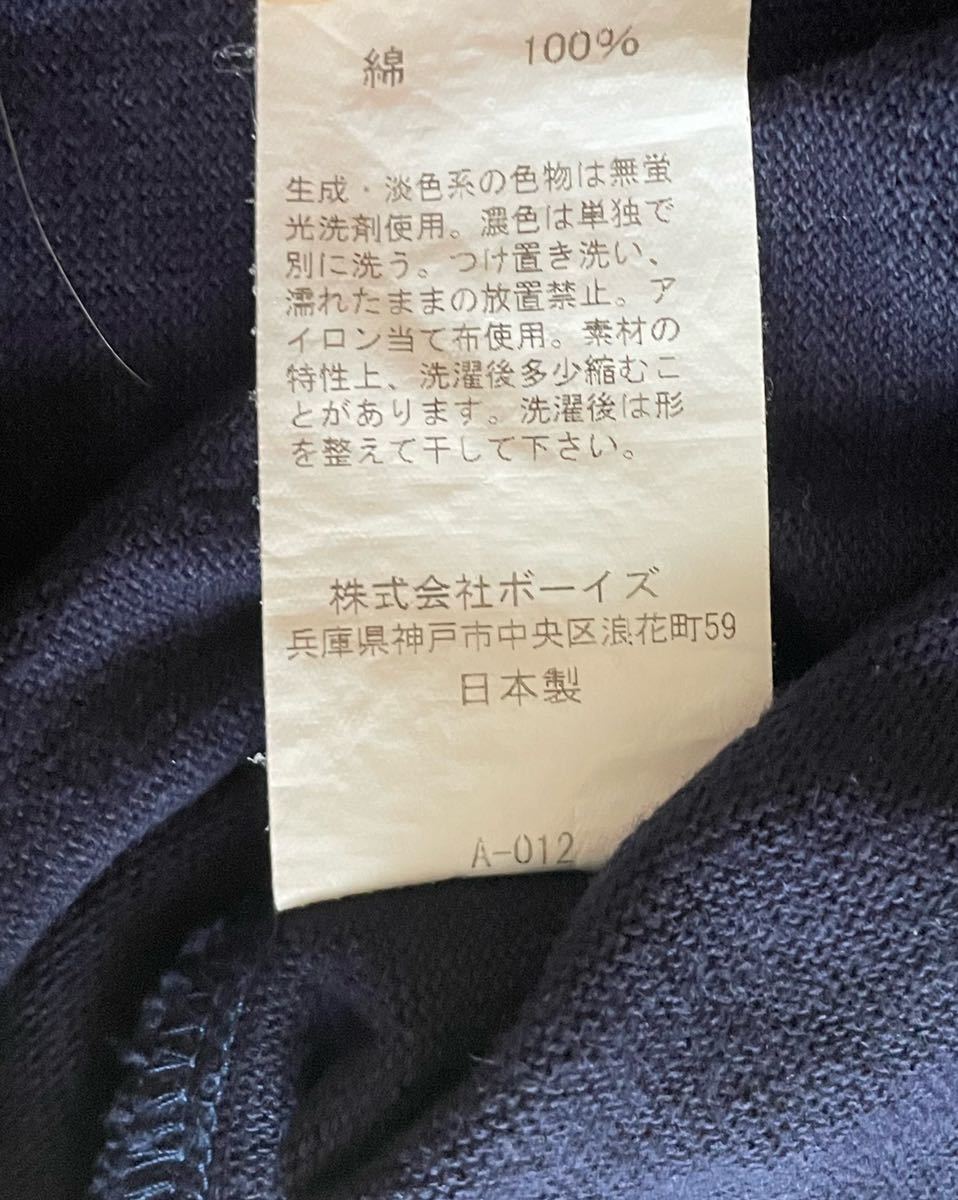 綿 100%
生成・淡色系の色物は無蛍
光洗剤使用。濃色は単独で
別に洗う。つけ置き洗い、
濡れたままの放置禁止。ア
イロン当て布使用。素材の
特性上、洗濯後多少縮むこ
とがあります。洗濯後は形
を整えて干して下さい。
株式会社ボーイズ
兵庫県神戸市中央区浪花町59
日本製
A-012